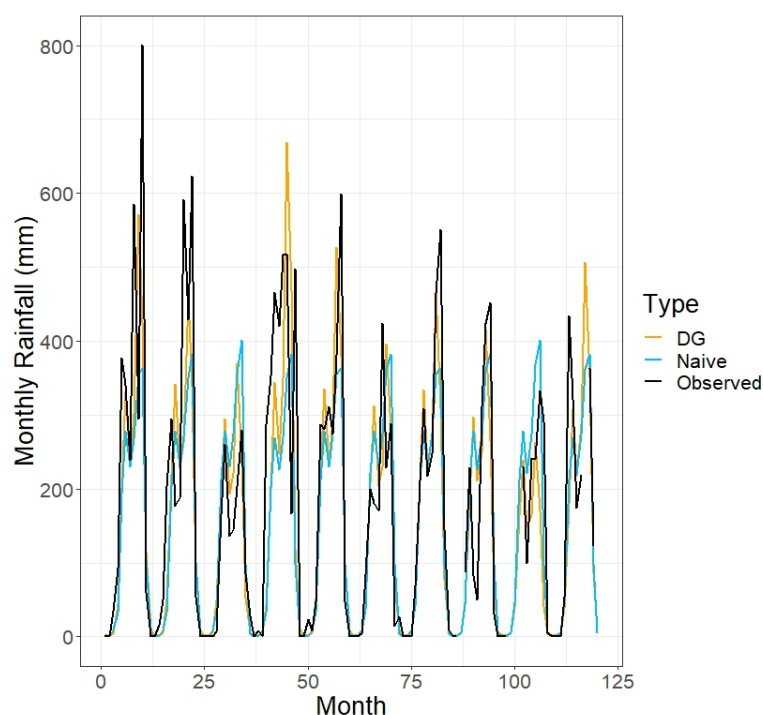 Monthly Rainfall (mm)
800
600
400
200
0
0 25 50 75 100 125
Month
Type
DG
Naive
Observed